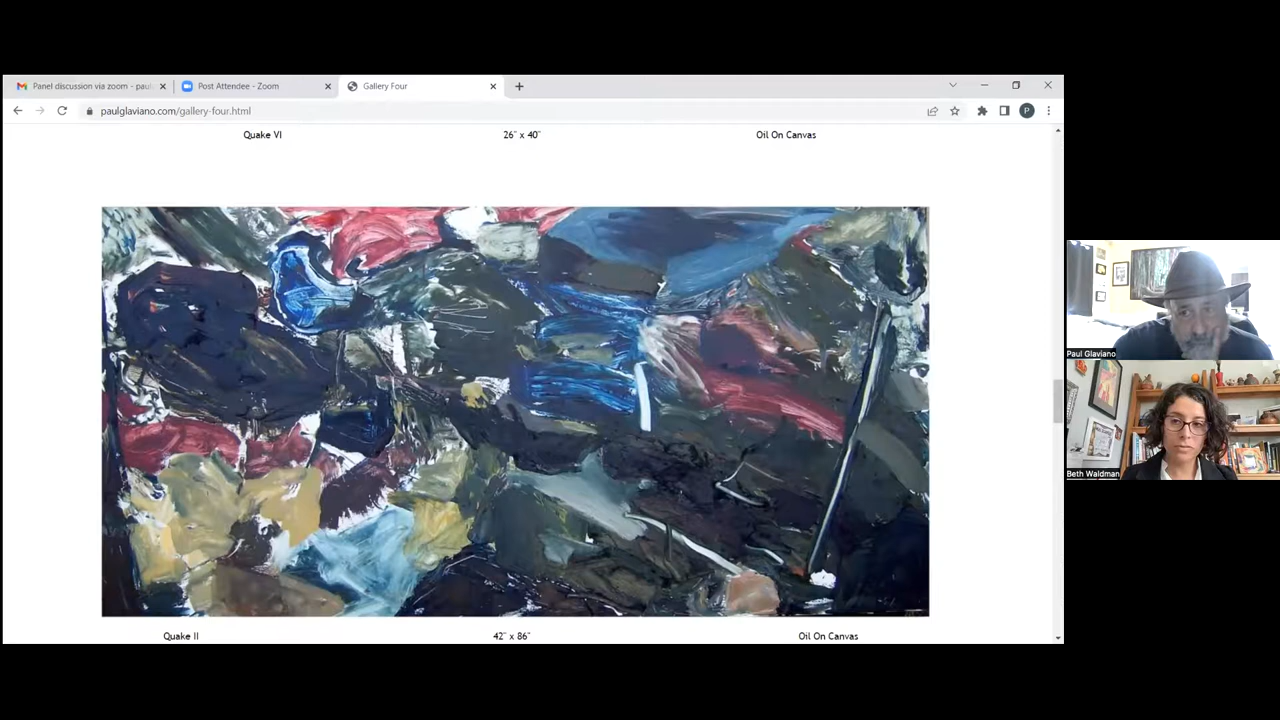 Panel discussion via zoom - paul
Post Attendee - Zoom
Gallery Four
paulglaviano.com/gallery-four.html
P
Quake VI 26" x 40" Oil On Canvas
Paul Glaviano
Beth Waldman
Quake II 42" x 86" Oil On Canvas